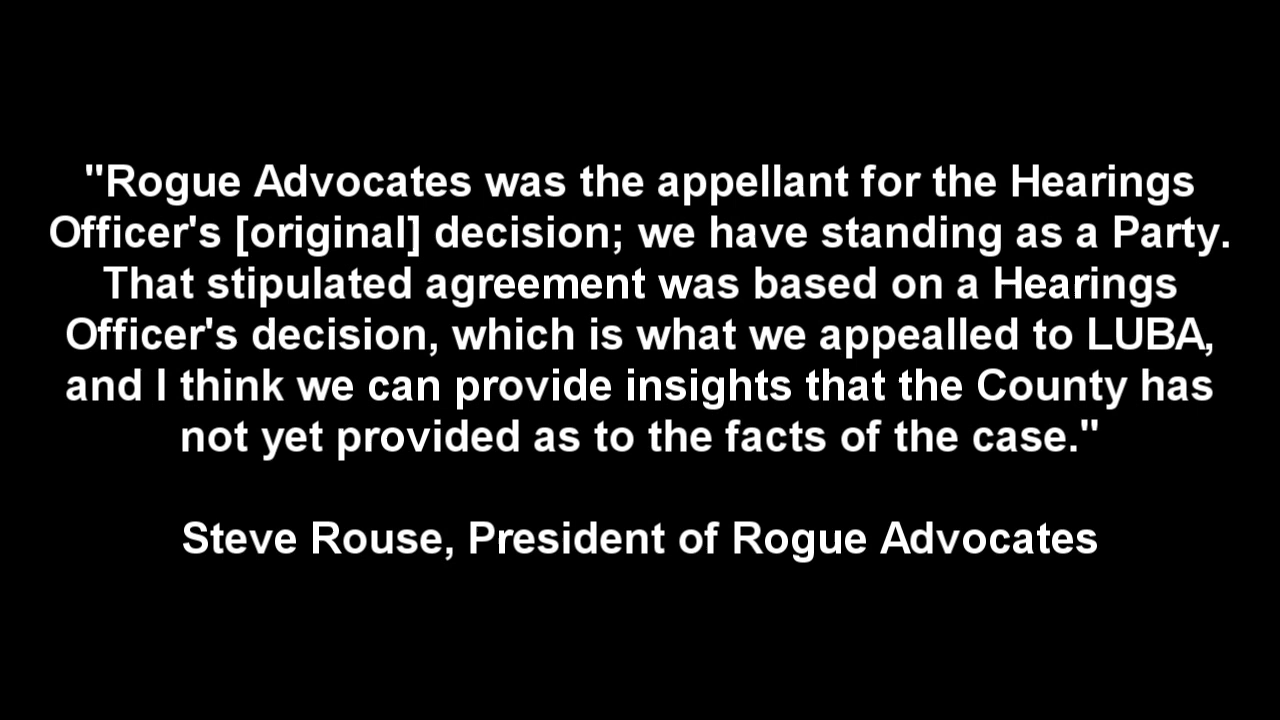 "Rogue Advocates was the appellant for the Hearings
Officer's [original] decision; we have standing as a Party.
That stipulated agreement was based on a Hearings
Officer's decision, which is what we appealled to LUBA,
and I think we can provide insights that the County has
not yet provided as to the facts of the case."
Steve Rouse, President of Rogue Advocates